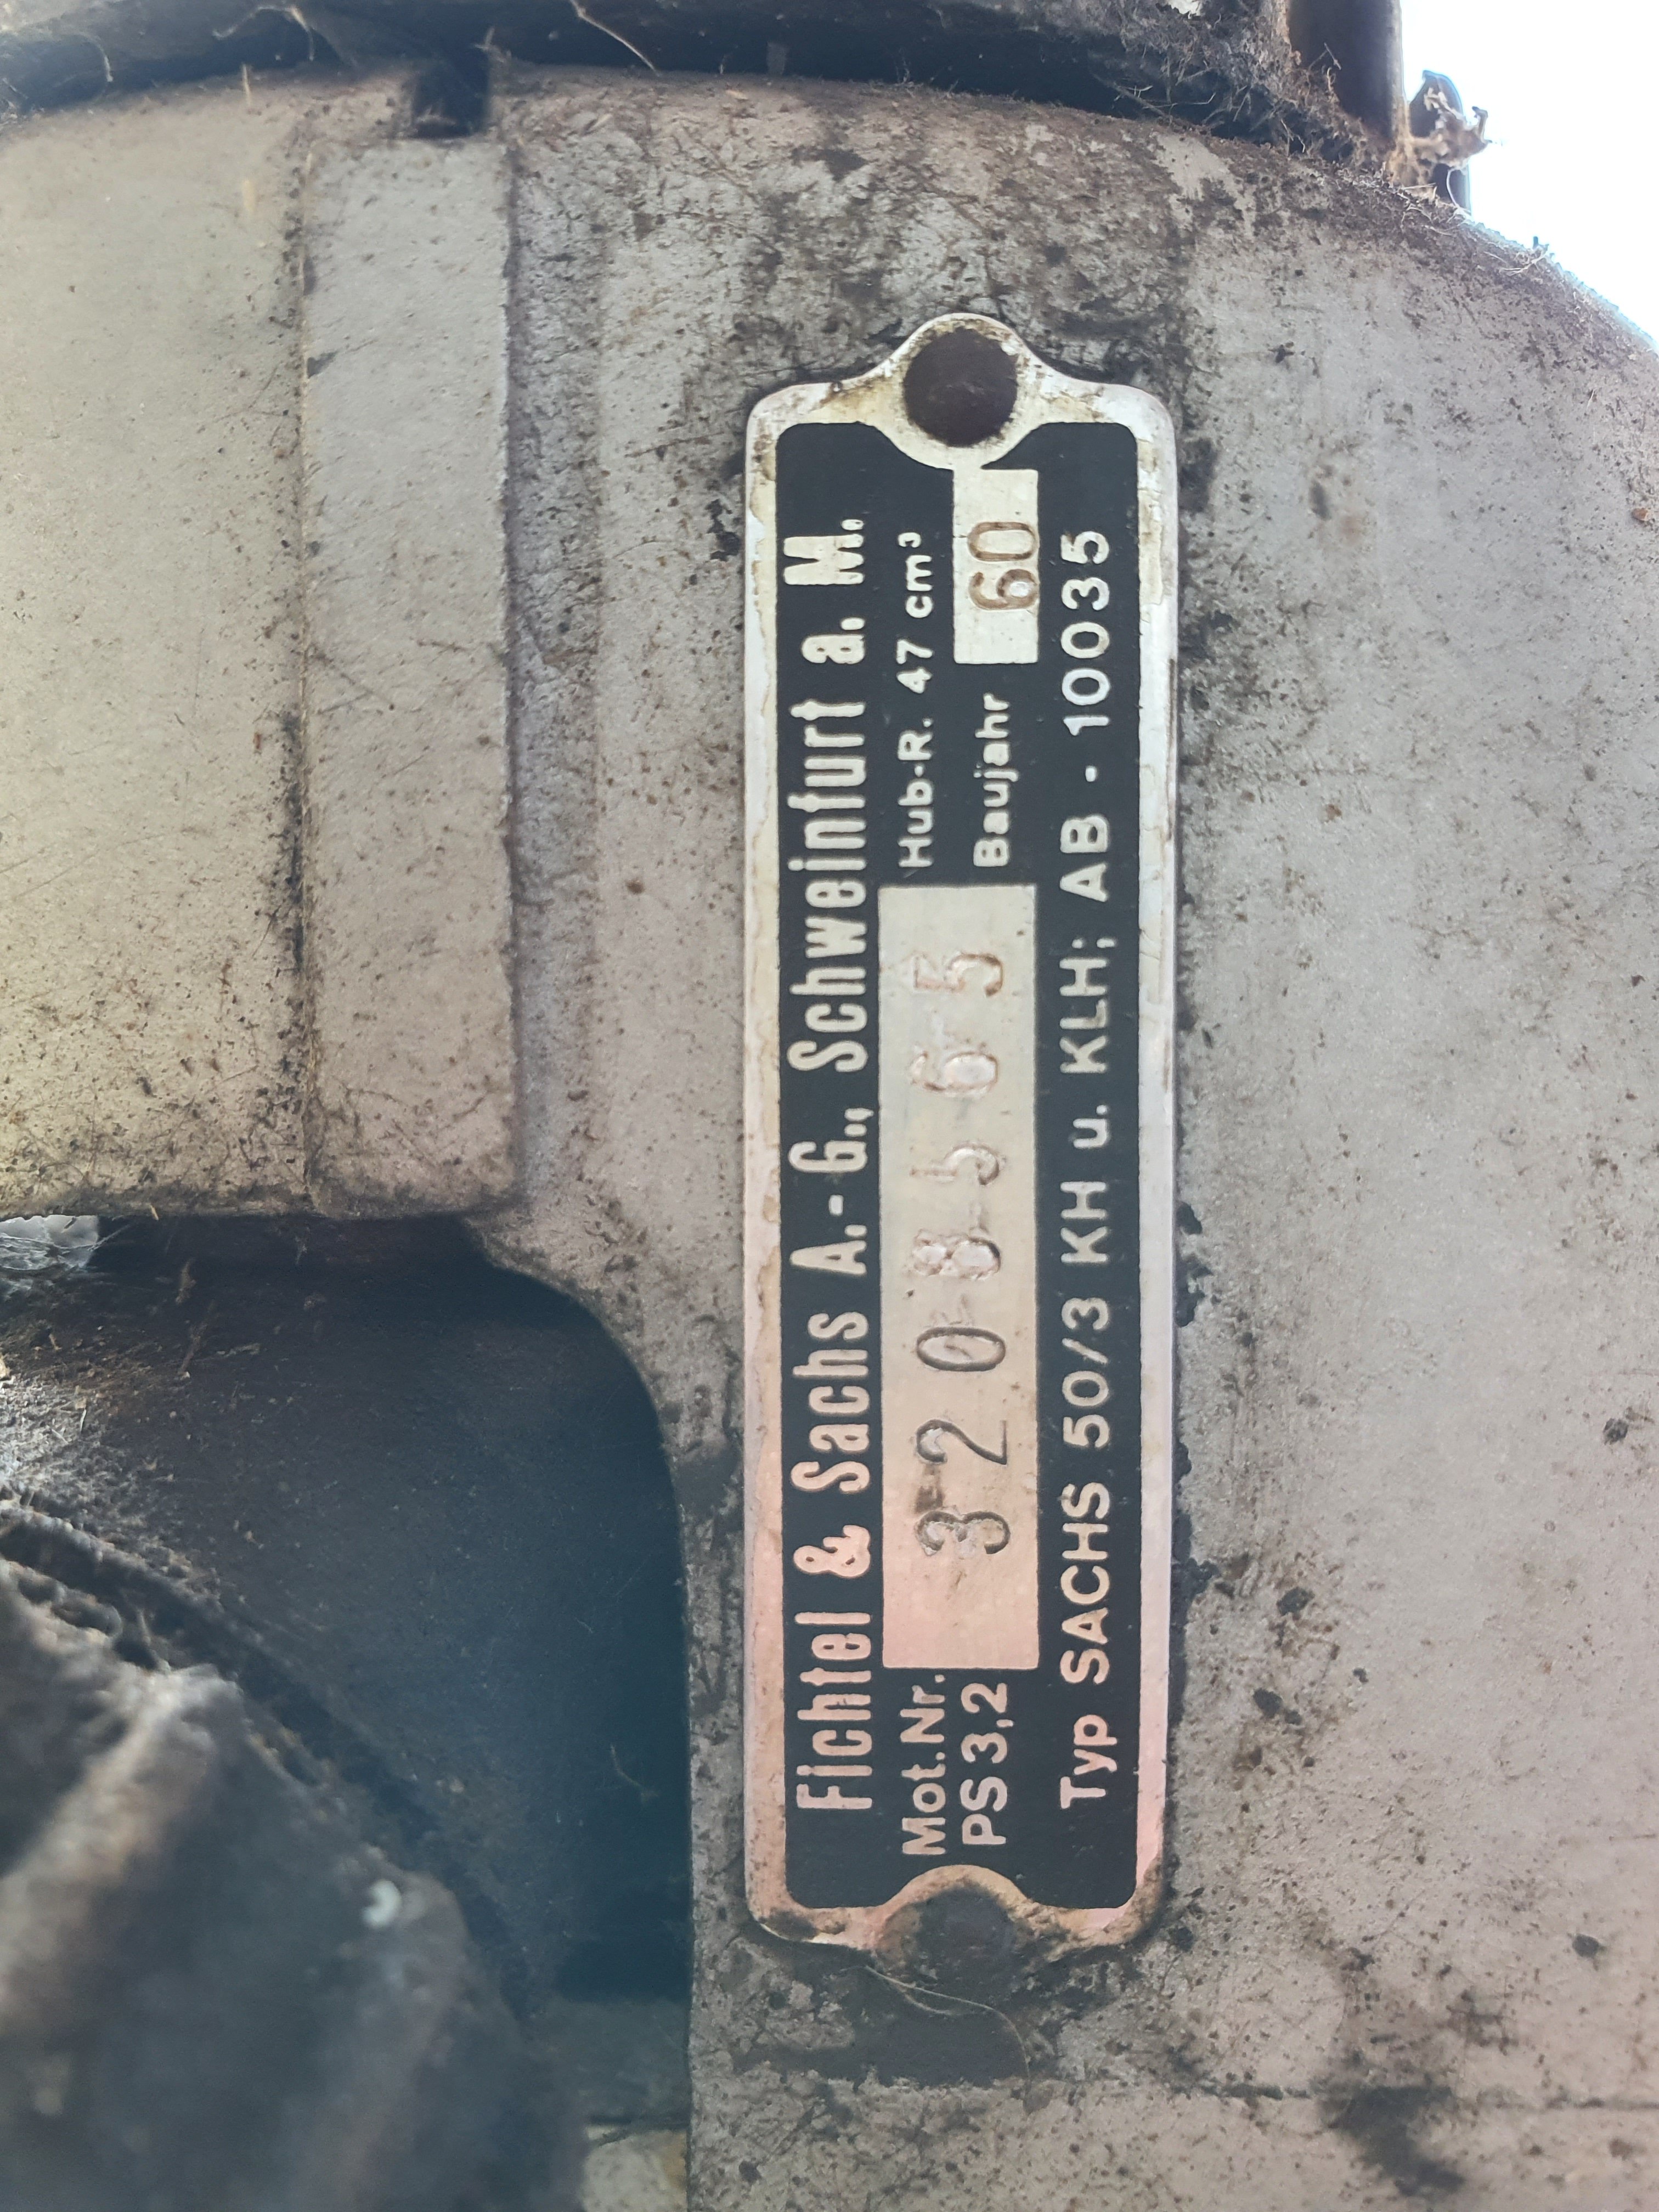 Fichtel & Sachs A.-G., Schweinfurt a. M.
Mot.Nr. 3208565 Hub-R. 47 cm³
PS 3,2 Baujahr 60
Typ SACHS 50/3 KH u. KLH; AB - 10035